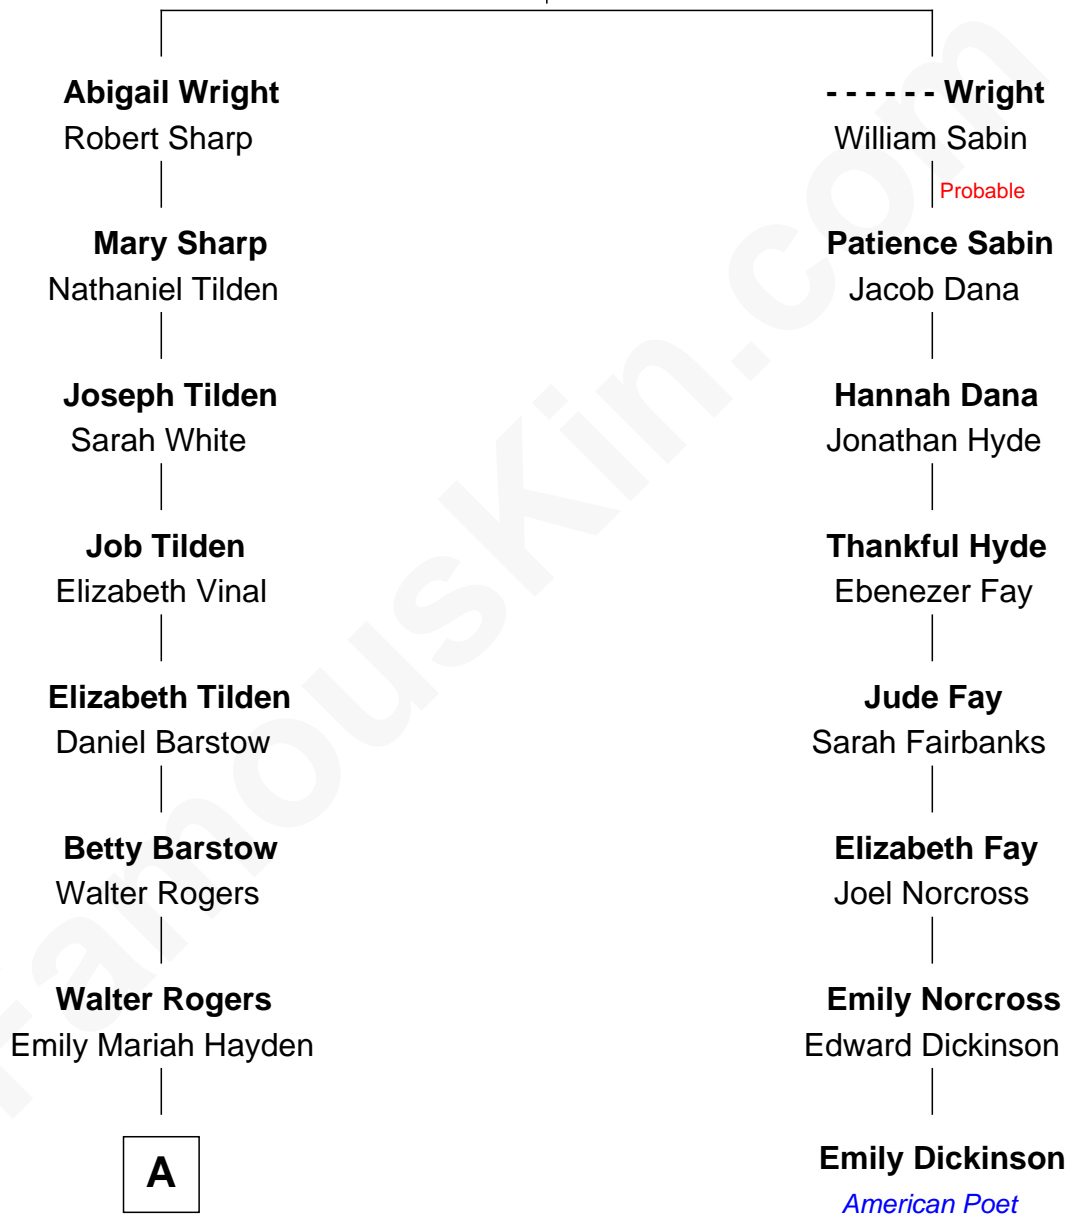 Abigail Wright
Robert Sharp
Mary Sharp
Nathaniel Tilden
Joseph Tilden
Sarah White
Job Tilden
Elizabeth Vinal
Elizabeth Tilden
Daniel Barstow
Betty Barstow
Walter Rogers
Walter Rogers
Emily Mariah Hayden
A
- - - - - - Wright
William Sabin
Probable
Patience Sabin
Jacob Dana
Hannah Dana
Jonathan Hyde
Thankful Hyde
Ebenezer Fay
Jude Fay
Sarah Fairbanks
Elizabeth Fay
Joel Norcross
Emily Norcross
Edward Dickinson
Emily Dickinson
American Poet
FamousKin.com